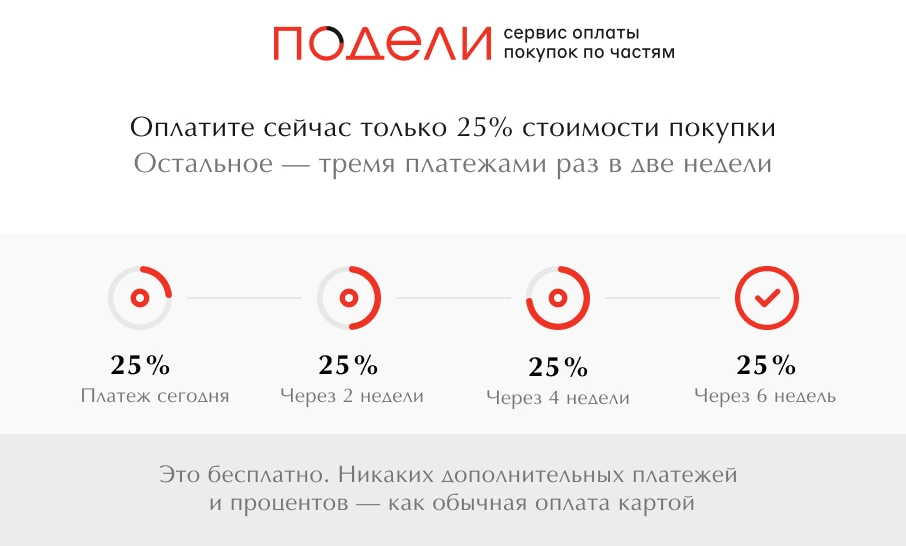 подели
сервис оплаты
покупок по частям
Оплатите сейчас только 25% стоимости покупки
Остальное — тремя платежами раз в две недели
25% 25% 25% 25%
Платеж сегодня Через 2 недели Через 4 недели Через 6 недель
Это бесплатно. Никаких дополнительных платежей
и процентов — как обычная оплата картой